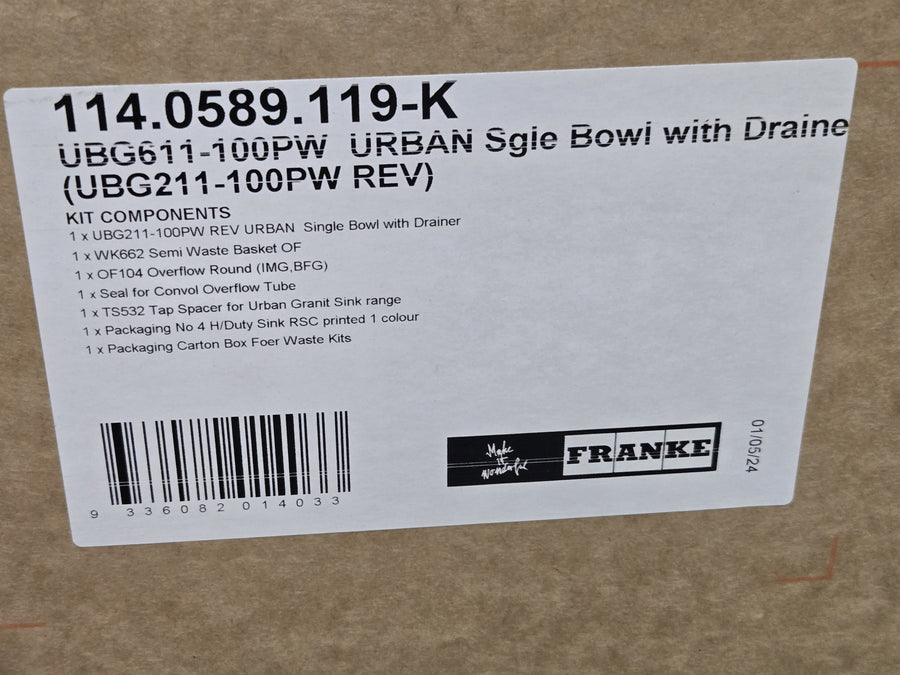 114.0589.119-K
UBG611-100PW URBAN Sgle Bowl with Draine
(UBG211-100PW REV)
KIT COMPONENTS
1 x UBG211-100PW REV URBAN Single Bowl with Drainer
1 x WK662 Semi Waste Basket OF
1 x OF104 Overflow Round (IMG,BFG)
1 x Seal for Convol Overflow Tube
1 x TS532 Tap Spacer for Urban Granit Sink range
1 x Packaging No 4 H/Duty Sink RSC printed 1 colour
1 x Packaging Carton Box Foer Waste Kits
9 336082 014033
Make
it
Wonderful
FRANKE
01/05/24